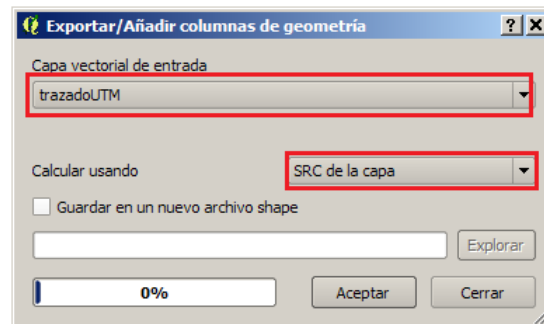 Exportar/Añadir columnas de geometría
Capa vectorial de entrada
trazadoUTM
Calcular usando
SRC de la capa
Guardar en un nuevo archivo shape
Explorar
0%
Aceptar
Cerrar